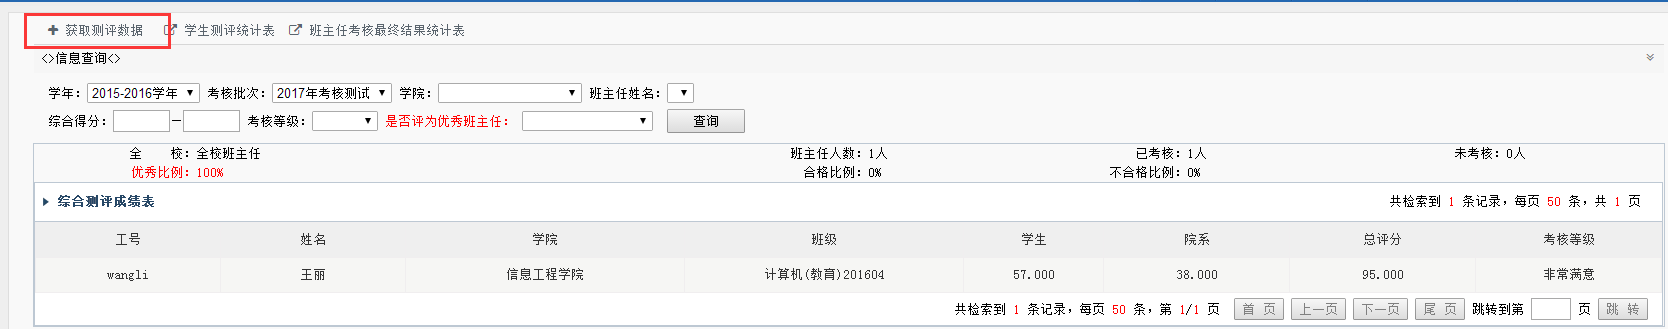 获取测评数据 学生测评统计表 班主任考核最终结果统计表
<>信息查询<>
学年： 2015-2016学年 考核批次： 2017年考核测试 学院： 班主任姓名：
综合得分： — 考核等级： 是否评为优秀班主任： 查询
全 校：全校班主任 班主任人数：1人 已考核：1人 未考核：0人
优秀比例：100% 合格比例：0% 不合格比例：0%
综合测评成绩表 共检索到 1 条记录，每页 50 条，共 1 页
工号 姓名 学院 班级 学生 院系 总评分 考核等级
wangli 王丽 信息工程学院 计算机(教育)201604 57.000 38.000 95.000 非常满意
共检索到 1 条记录，每页 50 条，第 1/1 页 首 页 上一页 下一页 尾 页 跳转到第 页 跳 转